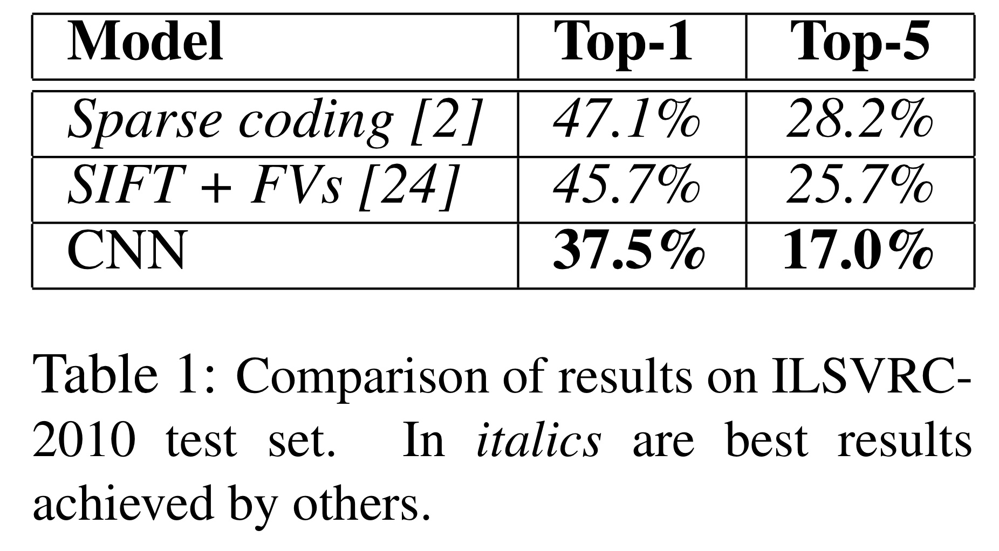 Model Top-1 Top-5
Sparse coding [2] 47.1% 28.2%
SIFT + FVs [24] 45.7% 25.7%
CNN 37.5% 17.0%
Table 1: Comparison of results on ILSVRC-
2010 test set. In italics are best results
achieved by others.